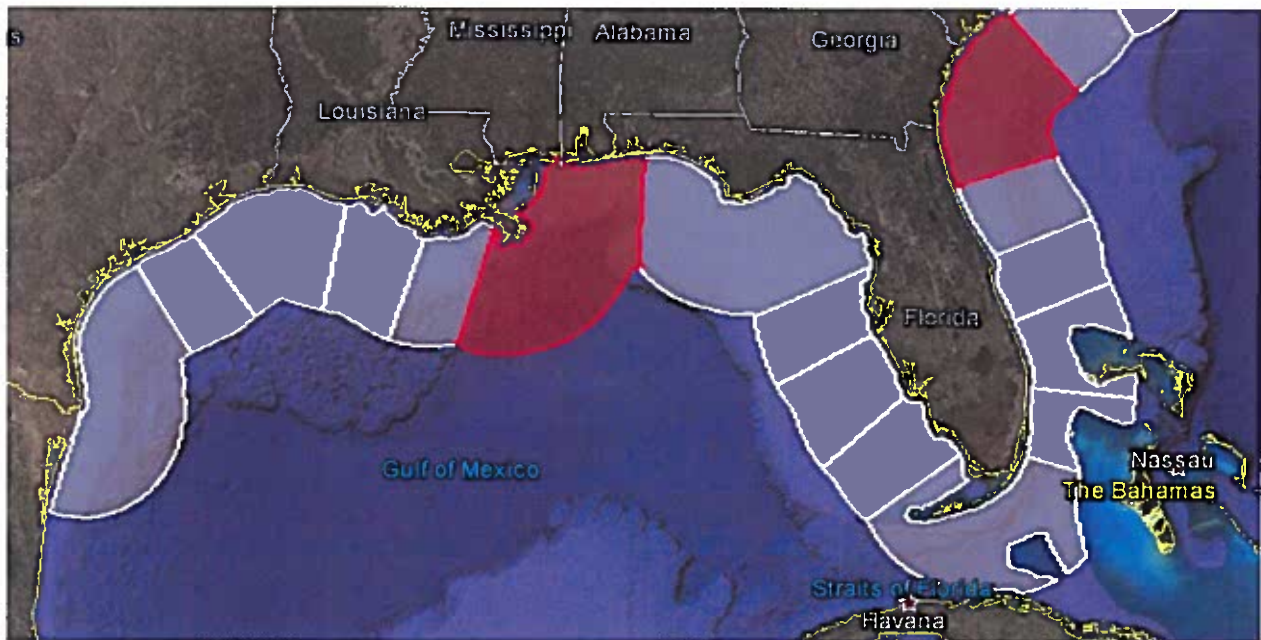 s
Mississippi
Alabama
Georgia
Louisiana
Florida
Gulf of Mexico
Nassau
The Bahamas
Straits of Florida
Havana